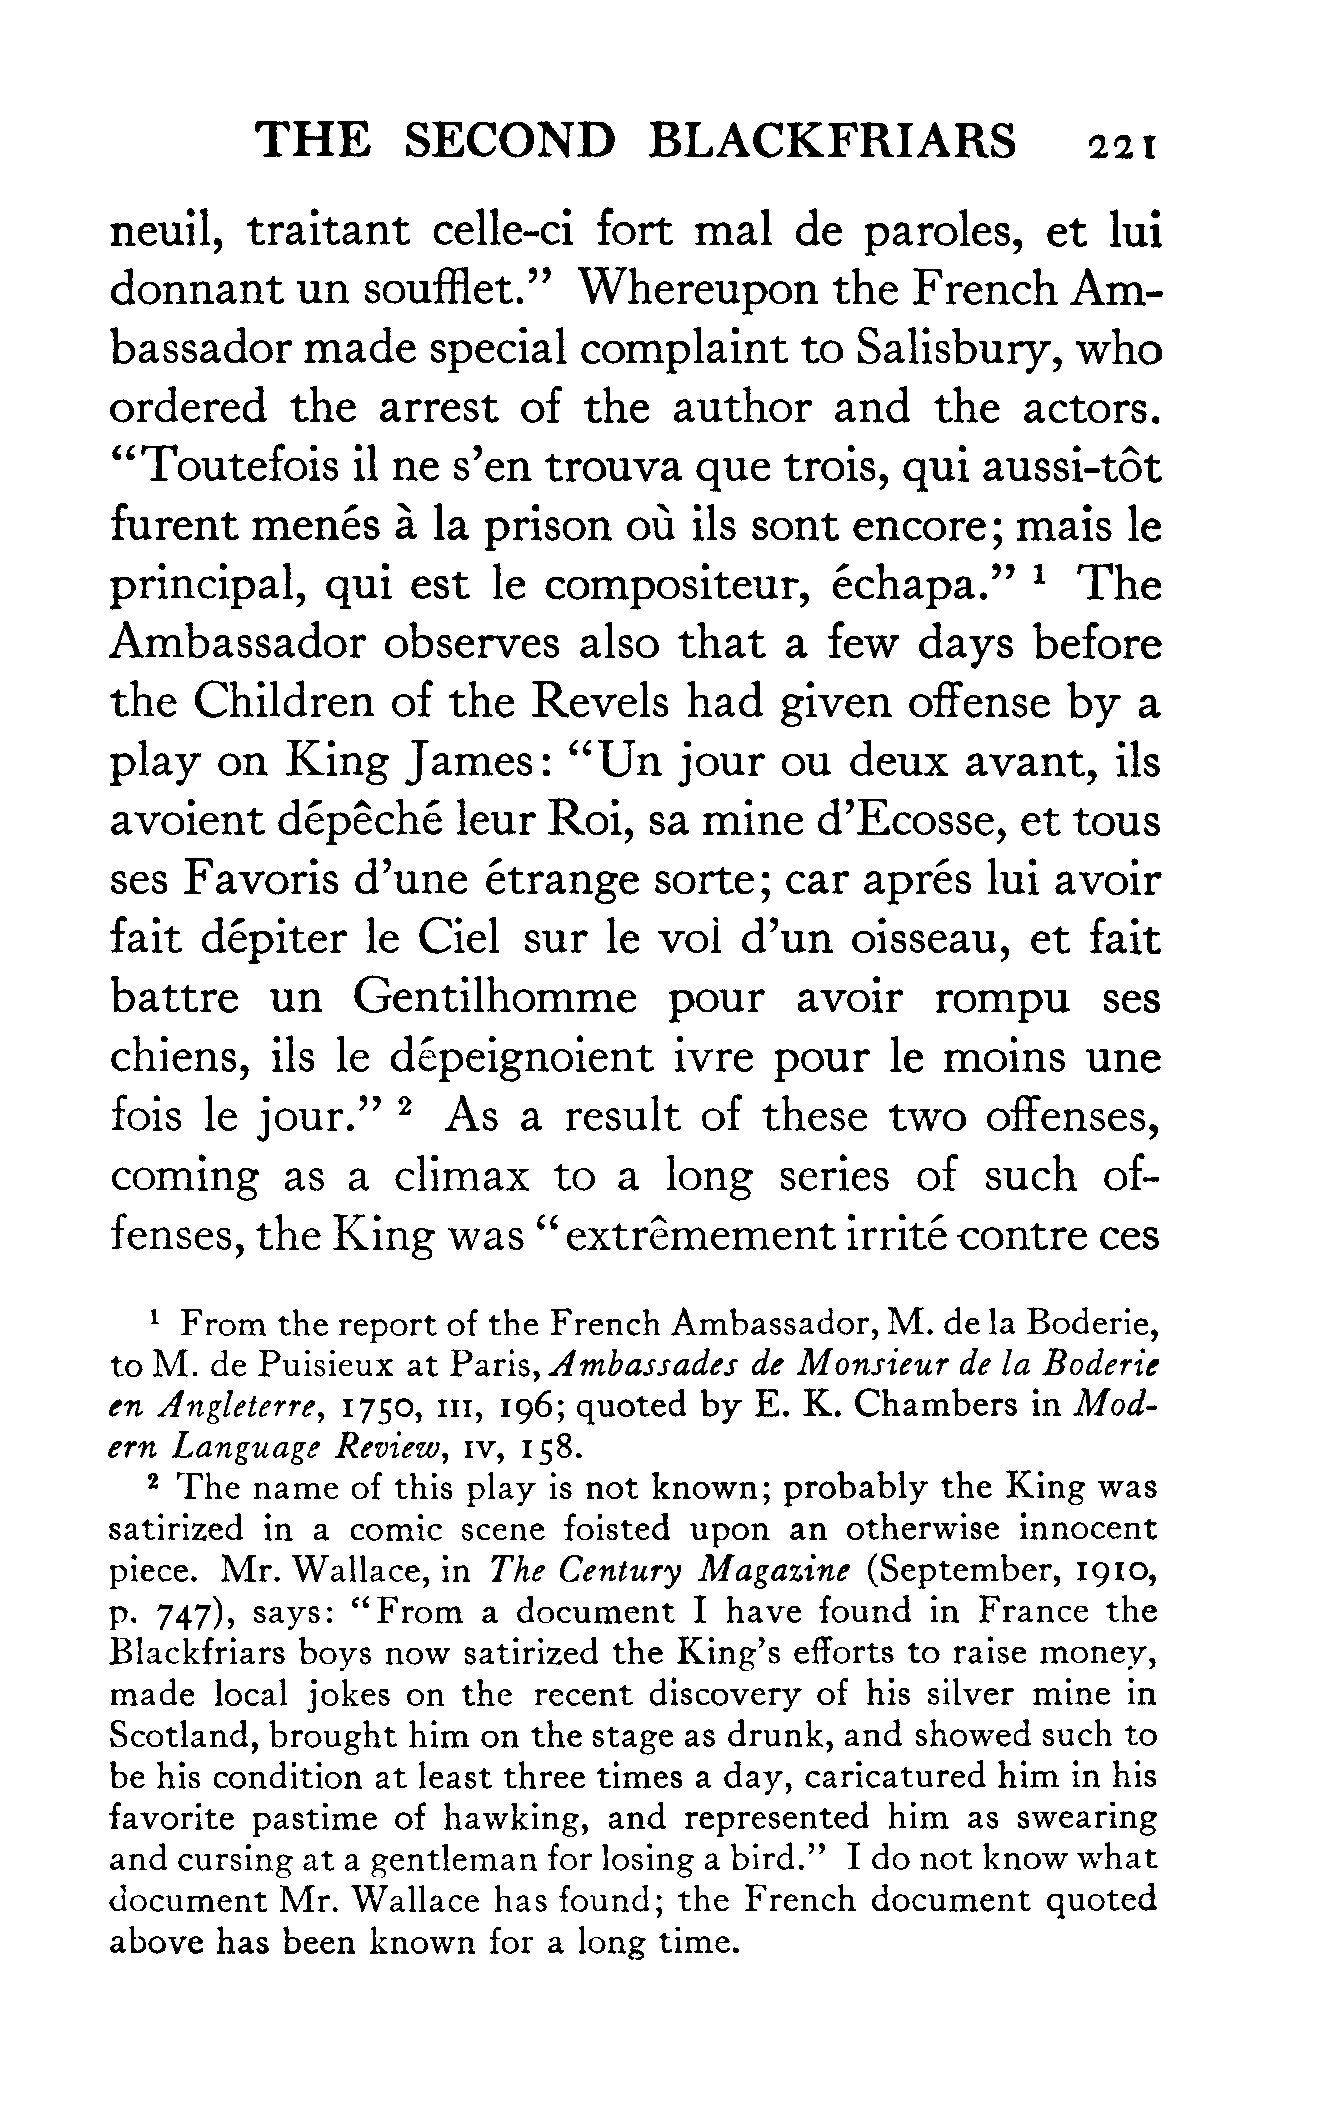 THE SECOND BLACKFRIARS 221
neuil, traitant celle-ci fort mal de paroles, et lui
donnant un soufflet.” Whereupon the French Am-
bassador made special complaint to Salisbury, who
ordered the arrest of the author and the actors.
“Toutefois il ne s’en trouva que trois, qui aussi-tôt
furent menés à la prison où ils sont encore; mais le
principal, qui est le compositeur, échapa.” ¹ The
Ambassador observes also that a few days before
the Children of the Revels had given offense by a
play on King James: “Un jour ou deux avant, ils
avoient dépêché leur Roi, sa mine d’Ecosse, et tous
ses Favoris d’une étrange sorte; car aprés lui avoir
fait dépiter le Ciel sur le vol d’un oisseau, et fait
battre un Gentilhomme pour avoir rompu ses
chiens, ils le dépeignoient ivre pour le moins une
fois le jour.” ² As a result of these two offenses,
coming as a climax to a long series of such of-
fenses, the King was “extrêmement irrité contre ces
¹ From the report of the French Ambassador, M. de la Boderie,
to M. de Puisieux at Paris, Ambassades de Monsieur de la Boderie
en Angleterre, 1750, III, 196; quoted by E. K. Chambers in Mod-
ern Language Review, IV, 158.
² The name of this play is not known; probably the King was
satirized in a comic scene foisted upon an otherwise innocent
piece. Mr. Wallace, in The Century Magazine (September, 1910,
p. 747), says: “From a document I have found in France the
Blackfriars boys now satirized the King’s efforts to raise money,
made local jokes on the recent discovery of his silver mine in
Scotland, brought him on the stage as drunk, and showed such to
be his condition at least three times a day, caricatured him in his
favorite pastime of hawking, and represented him as swearing
and cursing at a gentleman for losing a bird.” I do not know what
document Mr. Wallace has found; the French document quoted
above has been known for a long time.